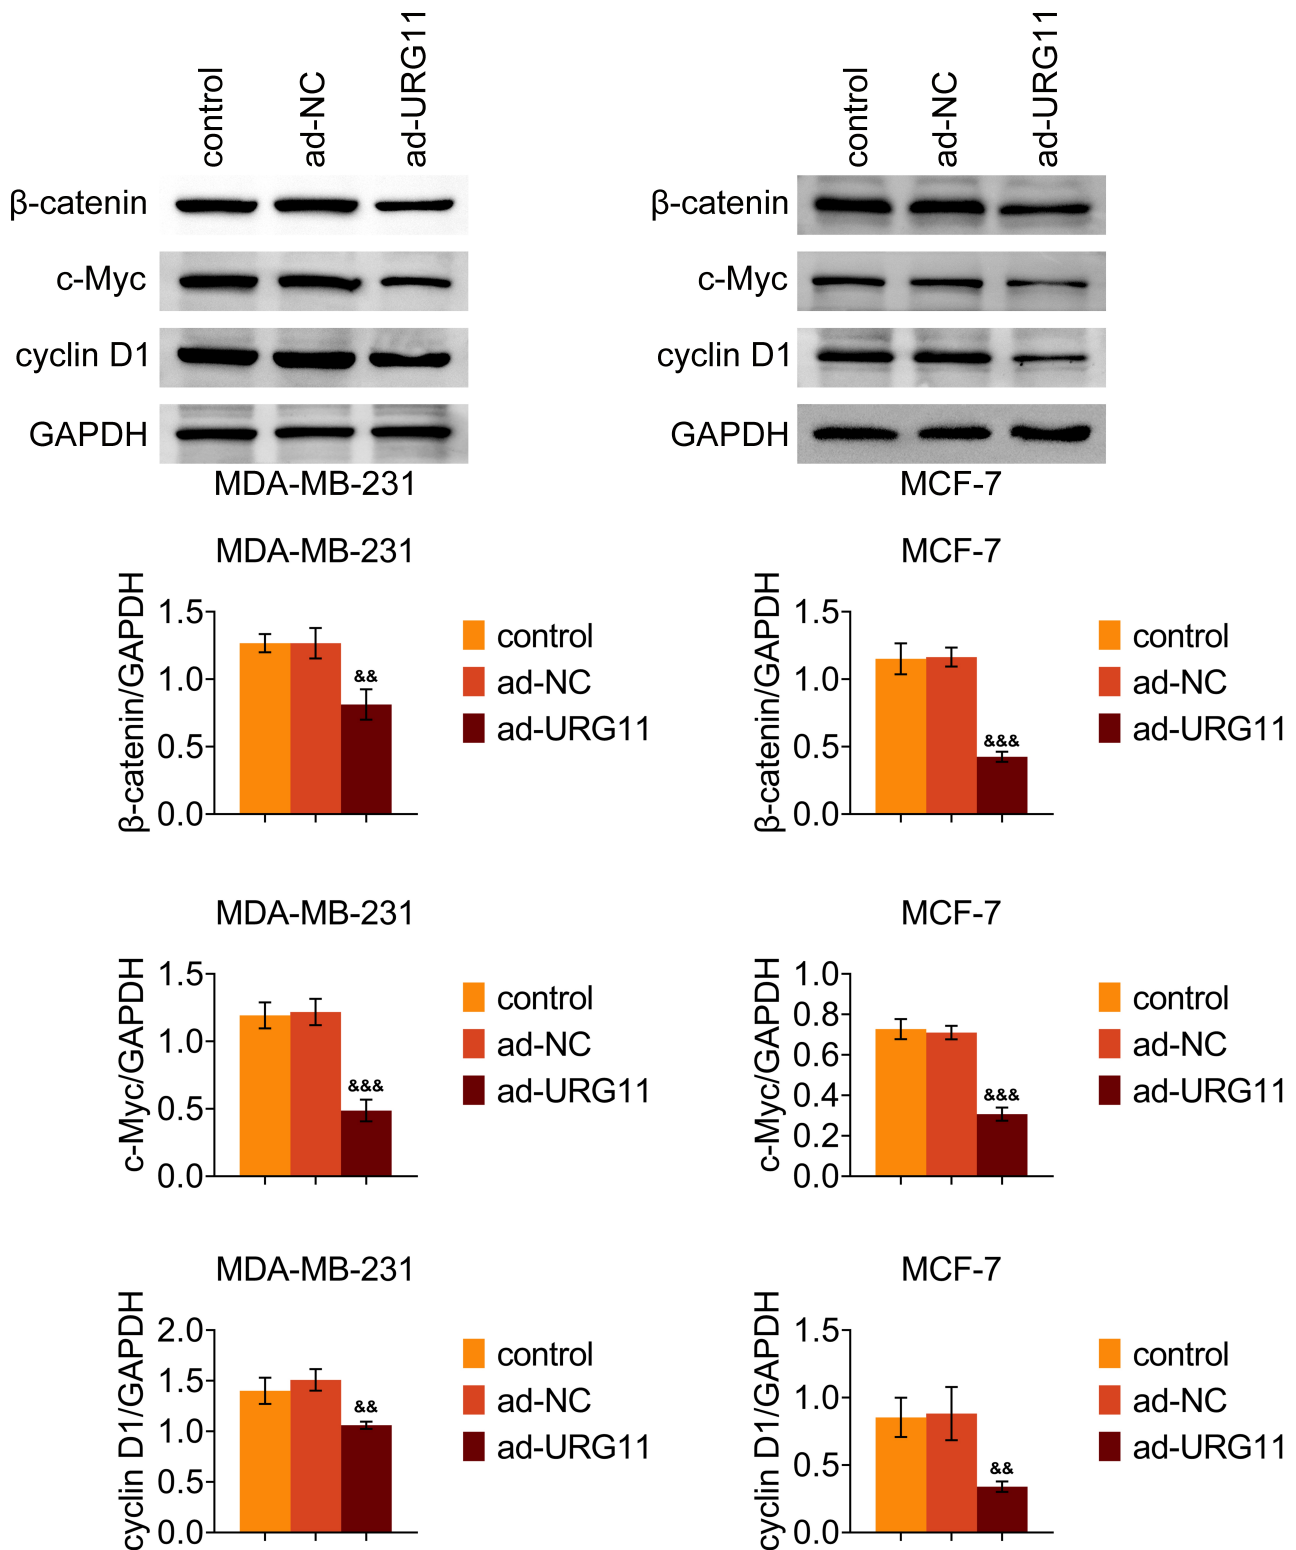 control
ad-NC
ad-URG11
β-catenin
c-Myc
cyclin D1
GAPDH
MDA-MB-231
control
ad-NC
ad-URG11
β-catenin
c-Myc
cyclin D1
GAPDH
MCF-7
MDA-MB-231
β-catenin/GAPDH
1.5
1.0
0.5
0.0
&&
control
ad-NC
ad-URG11
MCF-7
β-catenin/GAPDH
1.5
1.0
0.5
0.0
&&&
control
ad-NC
ad-URG11
MDA-MB-231
c-Myc/GAPDH
1.5
1.0
0.5
0.0
&&&
control
ad-NC
ad-URG11
MCF-7
c-Myc/GAPDH
1.0
0.8
0.6
0.4
0.2
0.0
&&&
control
ad-NC
ad-URG11
MDA-MB-231
cyclin D1/GAPDH
2.0
1.5
1.0
0.5
0.0
&&
control
ad-NC
ad-URG11
MCF-7
cyclin D1/GAPDH
1.5
1.0
0.5
0.0
&&
control
ad-NC
ad-URG11